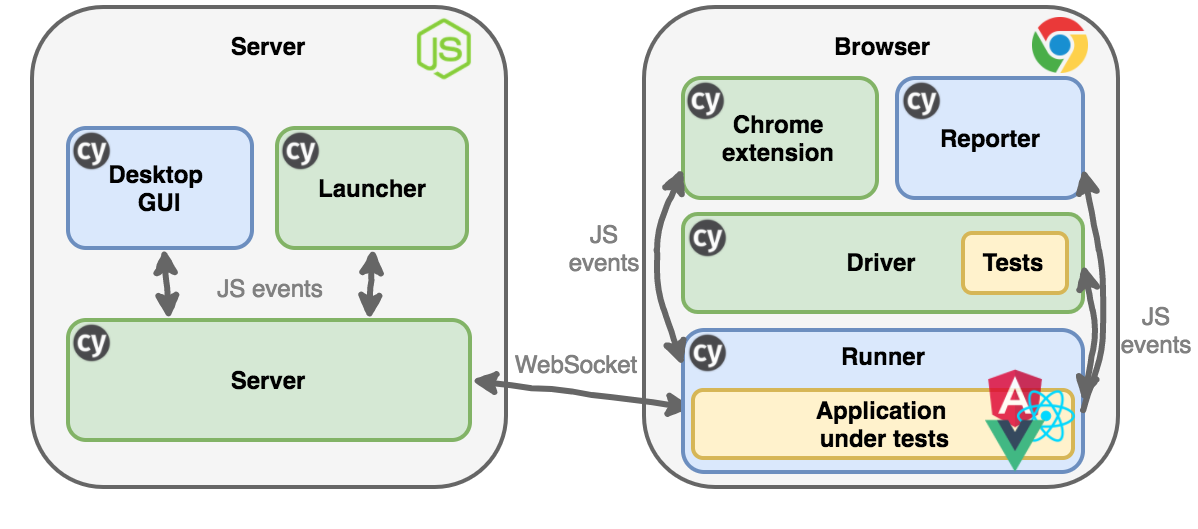 Server
JS
cy
Desktop
GUI
cy
Launcher
JS events
cy
Server
WebSocket
Browser
cy
Chrome
extension
cy
Reporter
JS
events
cy
Driver
Tests
JS
events
cy
Runner
Application
under tests
A